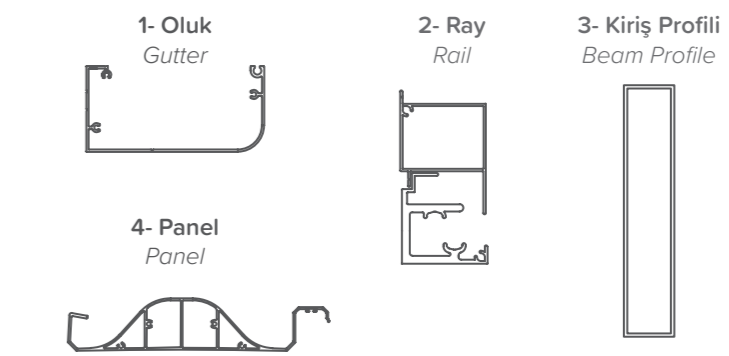 1- Oluk
Gutter
2- Ray
Rail
3- Kiriş Profili
Beam Profile
4- Panel
Panel